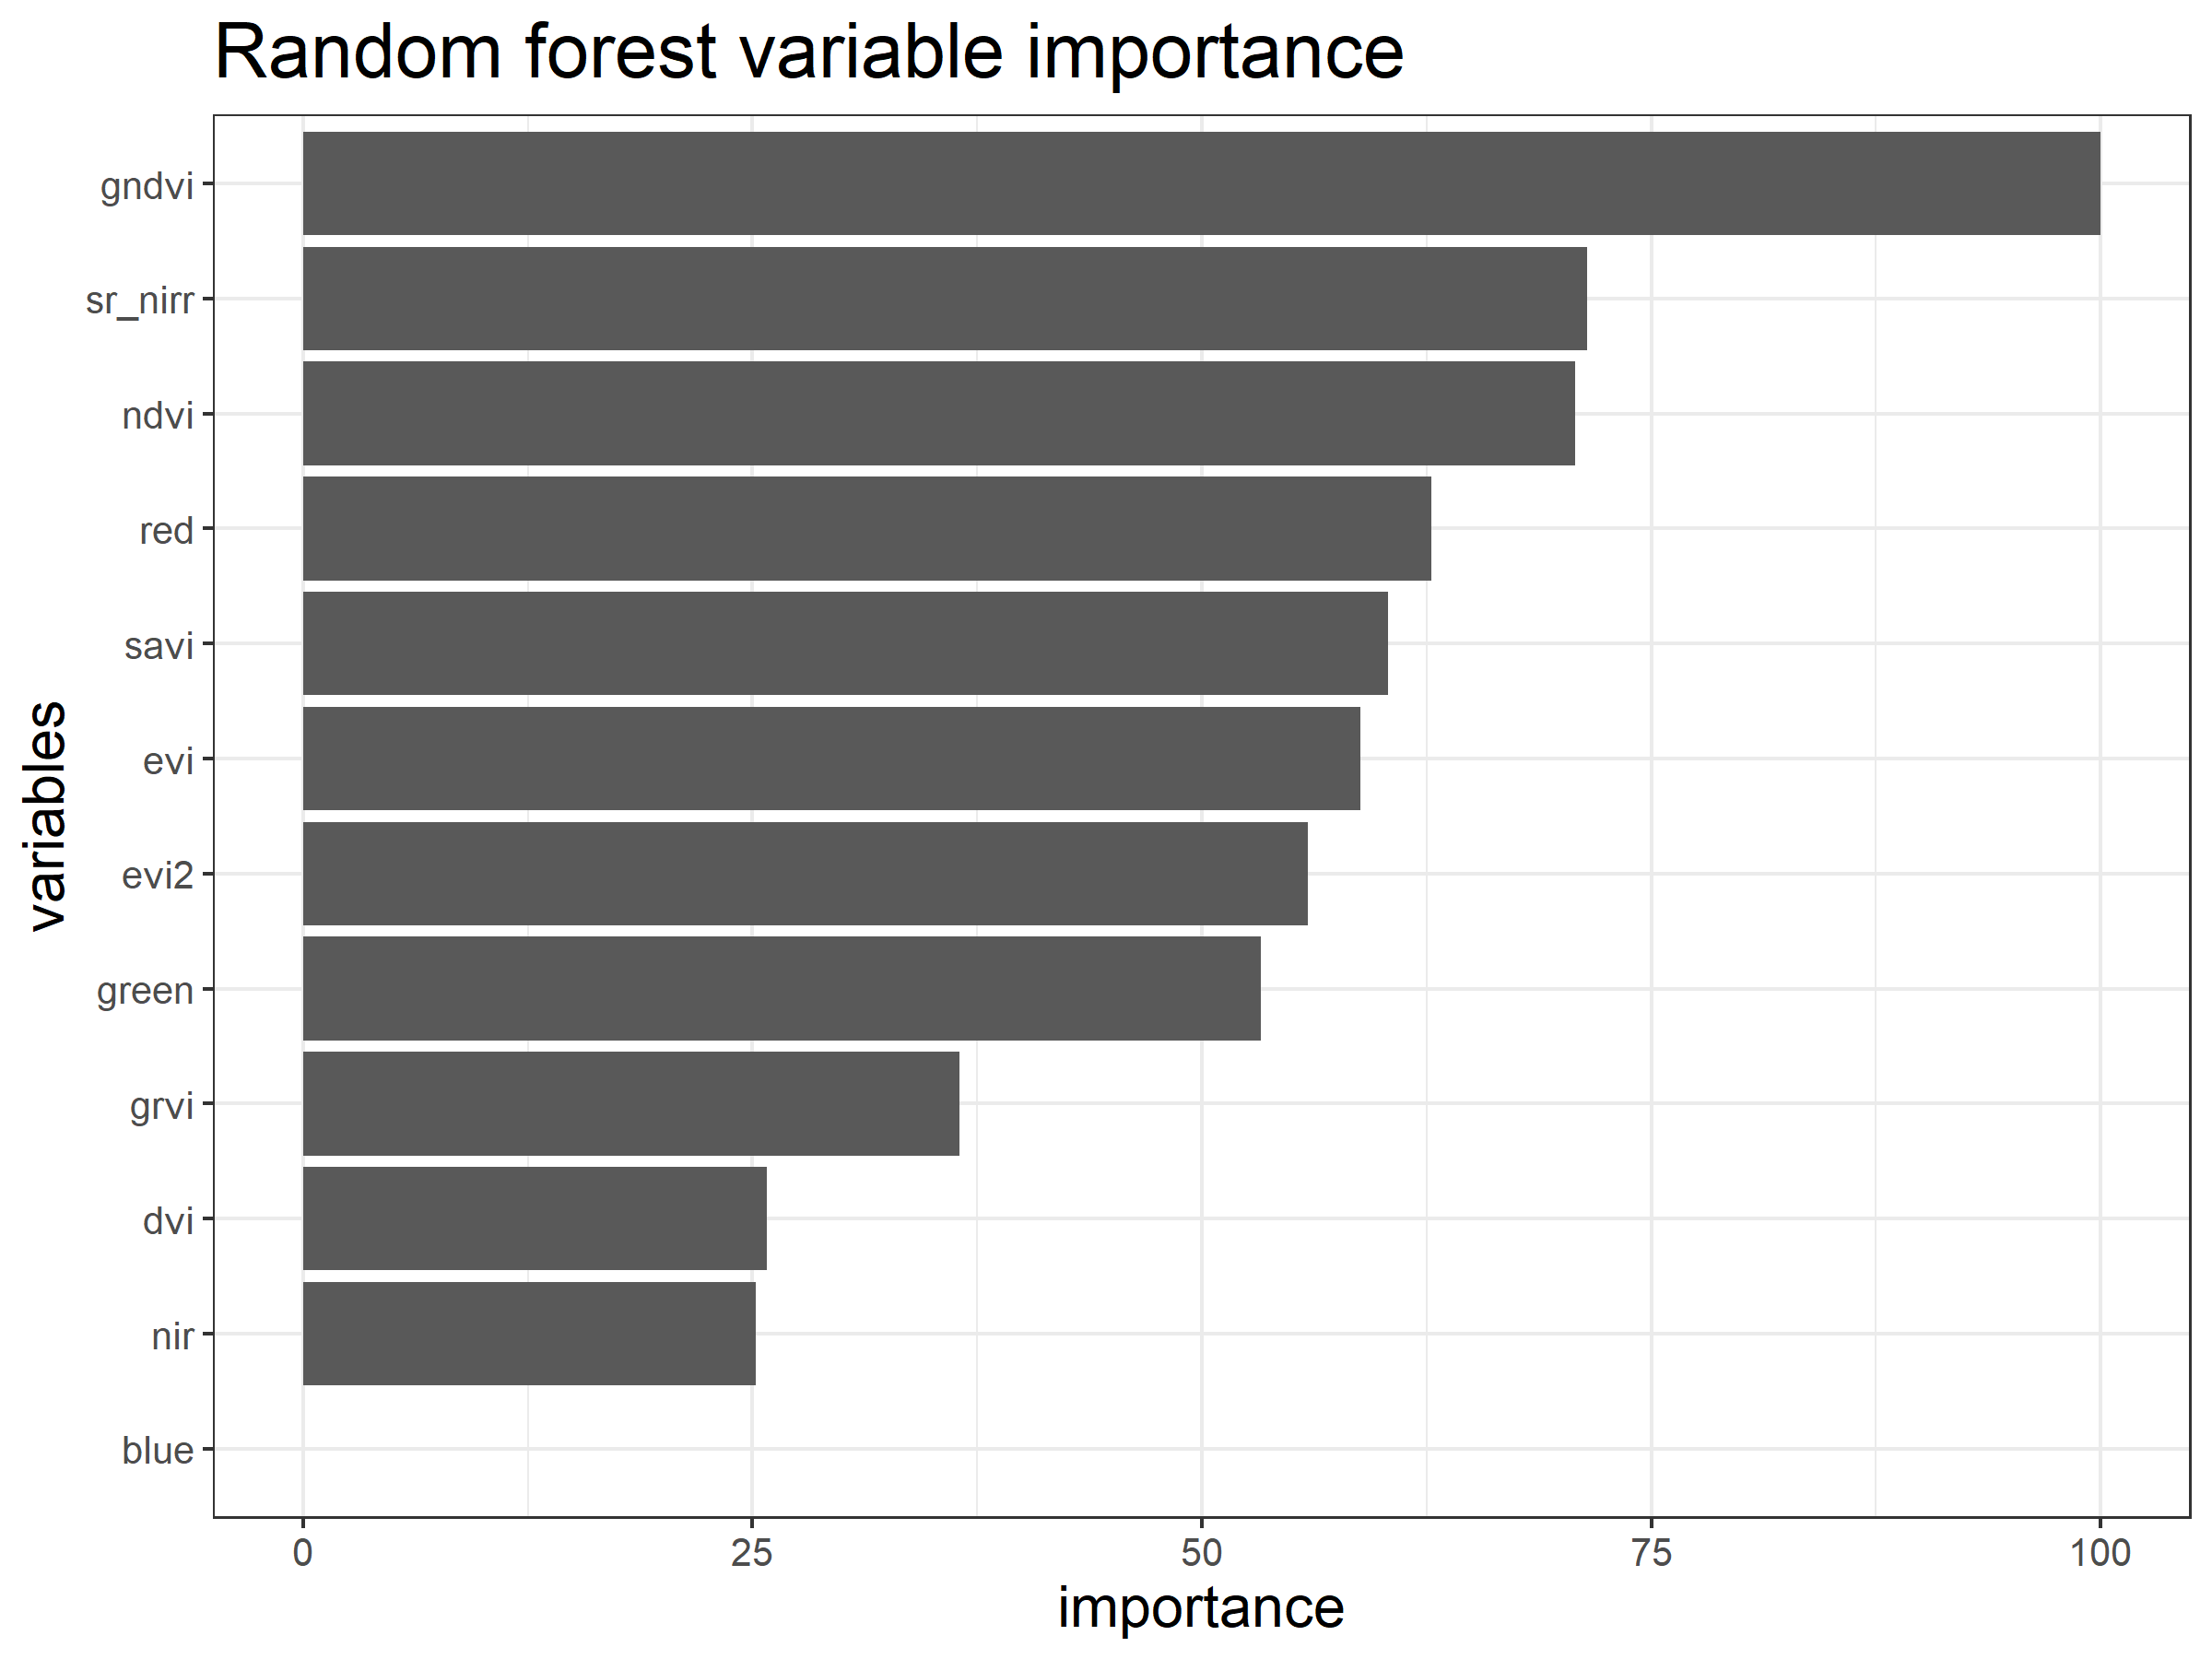 Random forest variable importance
gndvi
sr_nirr
ndvi
red
savi
evi
evi2
green
grvi
dvi
nir
blue
variables
0 25 50 75 100
importance